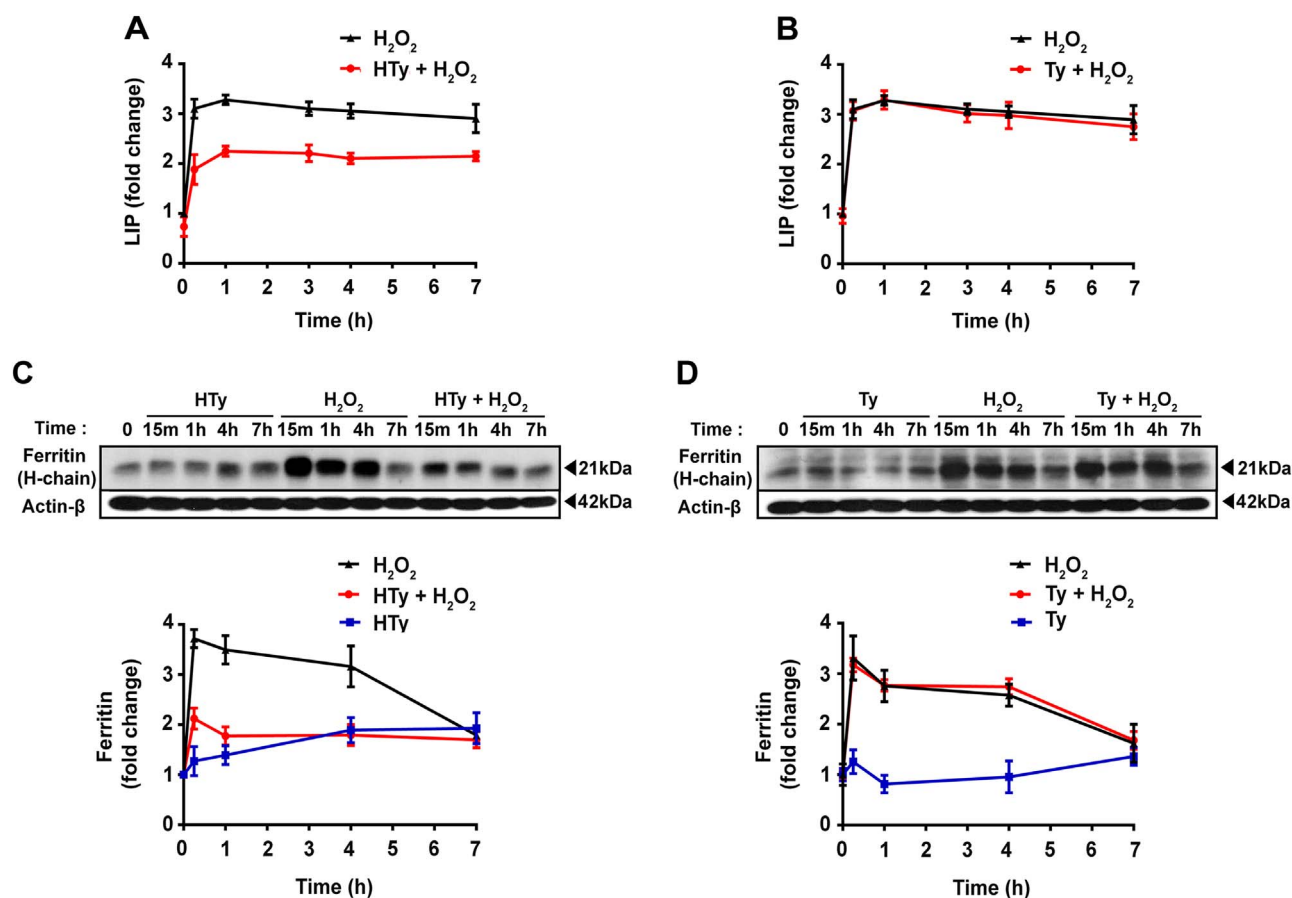 A
H₂O₂
HTy + H₂O₂
LIP (fold change)
4
3
2
1
0
0 1 2 3 4 5 6 7
Time (h)
B
H₂O₂
Ty + H₂O₂
LIP (fold change)
4
3
2
1
0
0 1 2 3 4 5 6 7
Time (h)
C
HTy H₂O₂ HTy + H₂O₂
Time : 0 15m 1h 4h 7h 15m 1h 4h 7h 15m 1h 4h 7h
Ferritin
(H-chain)
21kDa
Actin-β
42kDa
H₂O₂
HTy + H₂O₂
HTy
Ferritin
(fold change)
4
3
2
1
0
0 1 2 3 4 5 6 7
Time (h)
D
Ty H₂O₂ Ty + H₂O₂
Time : 0 15m 1h 4h 7h 15m 1h 4h 7h 15m 1h 4h 7h
Ferritin
(H-chain)
21kDa
Actin-β
42kDa
H₂O₂
Ty + H₂O₂
Ty
Ferritin
(fold change)
4
3
2
1
0
0 1 2 3 4 5 6 7
Time (h)